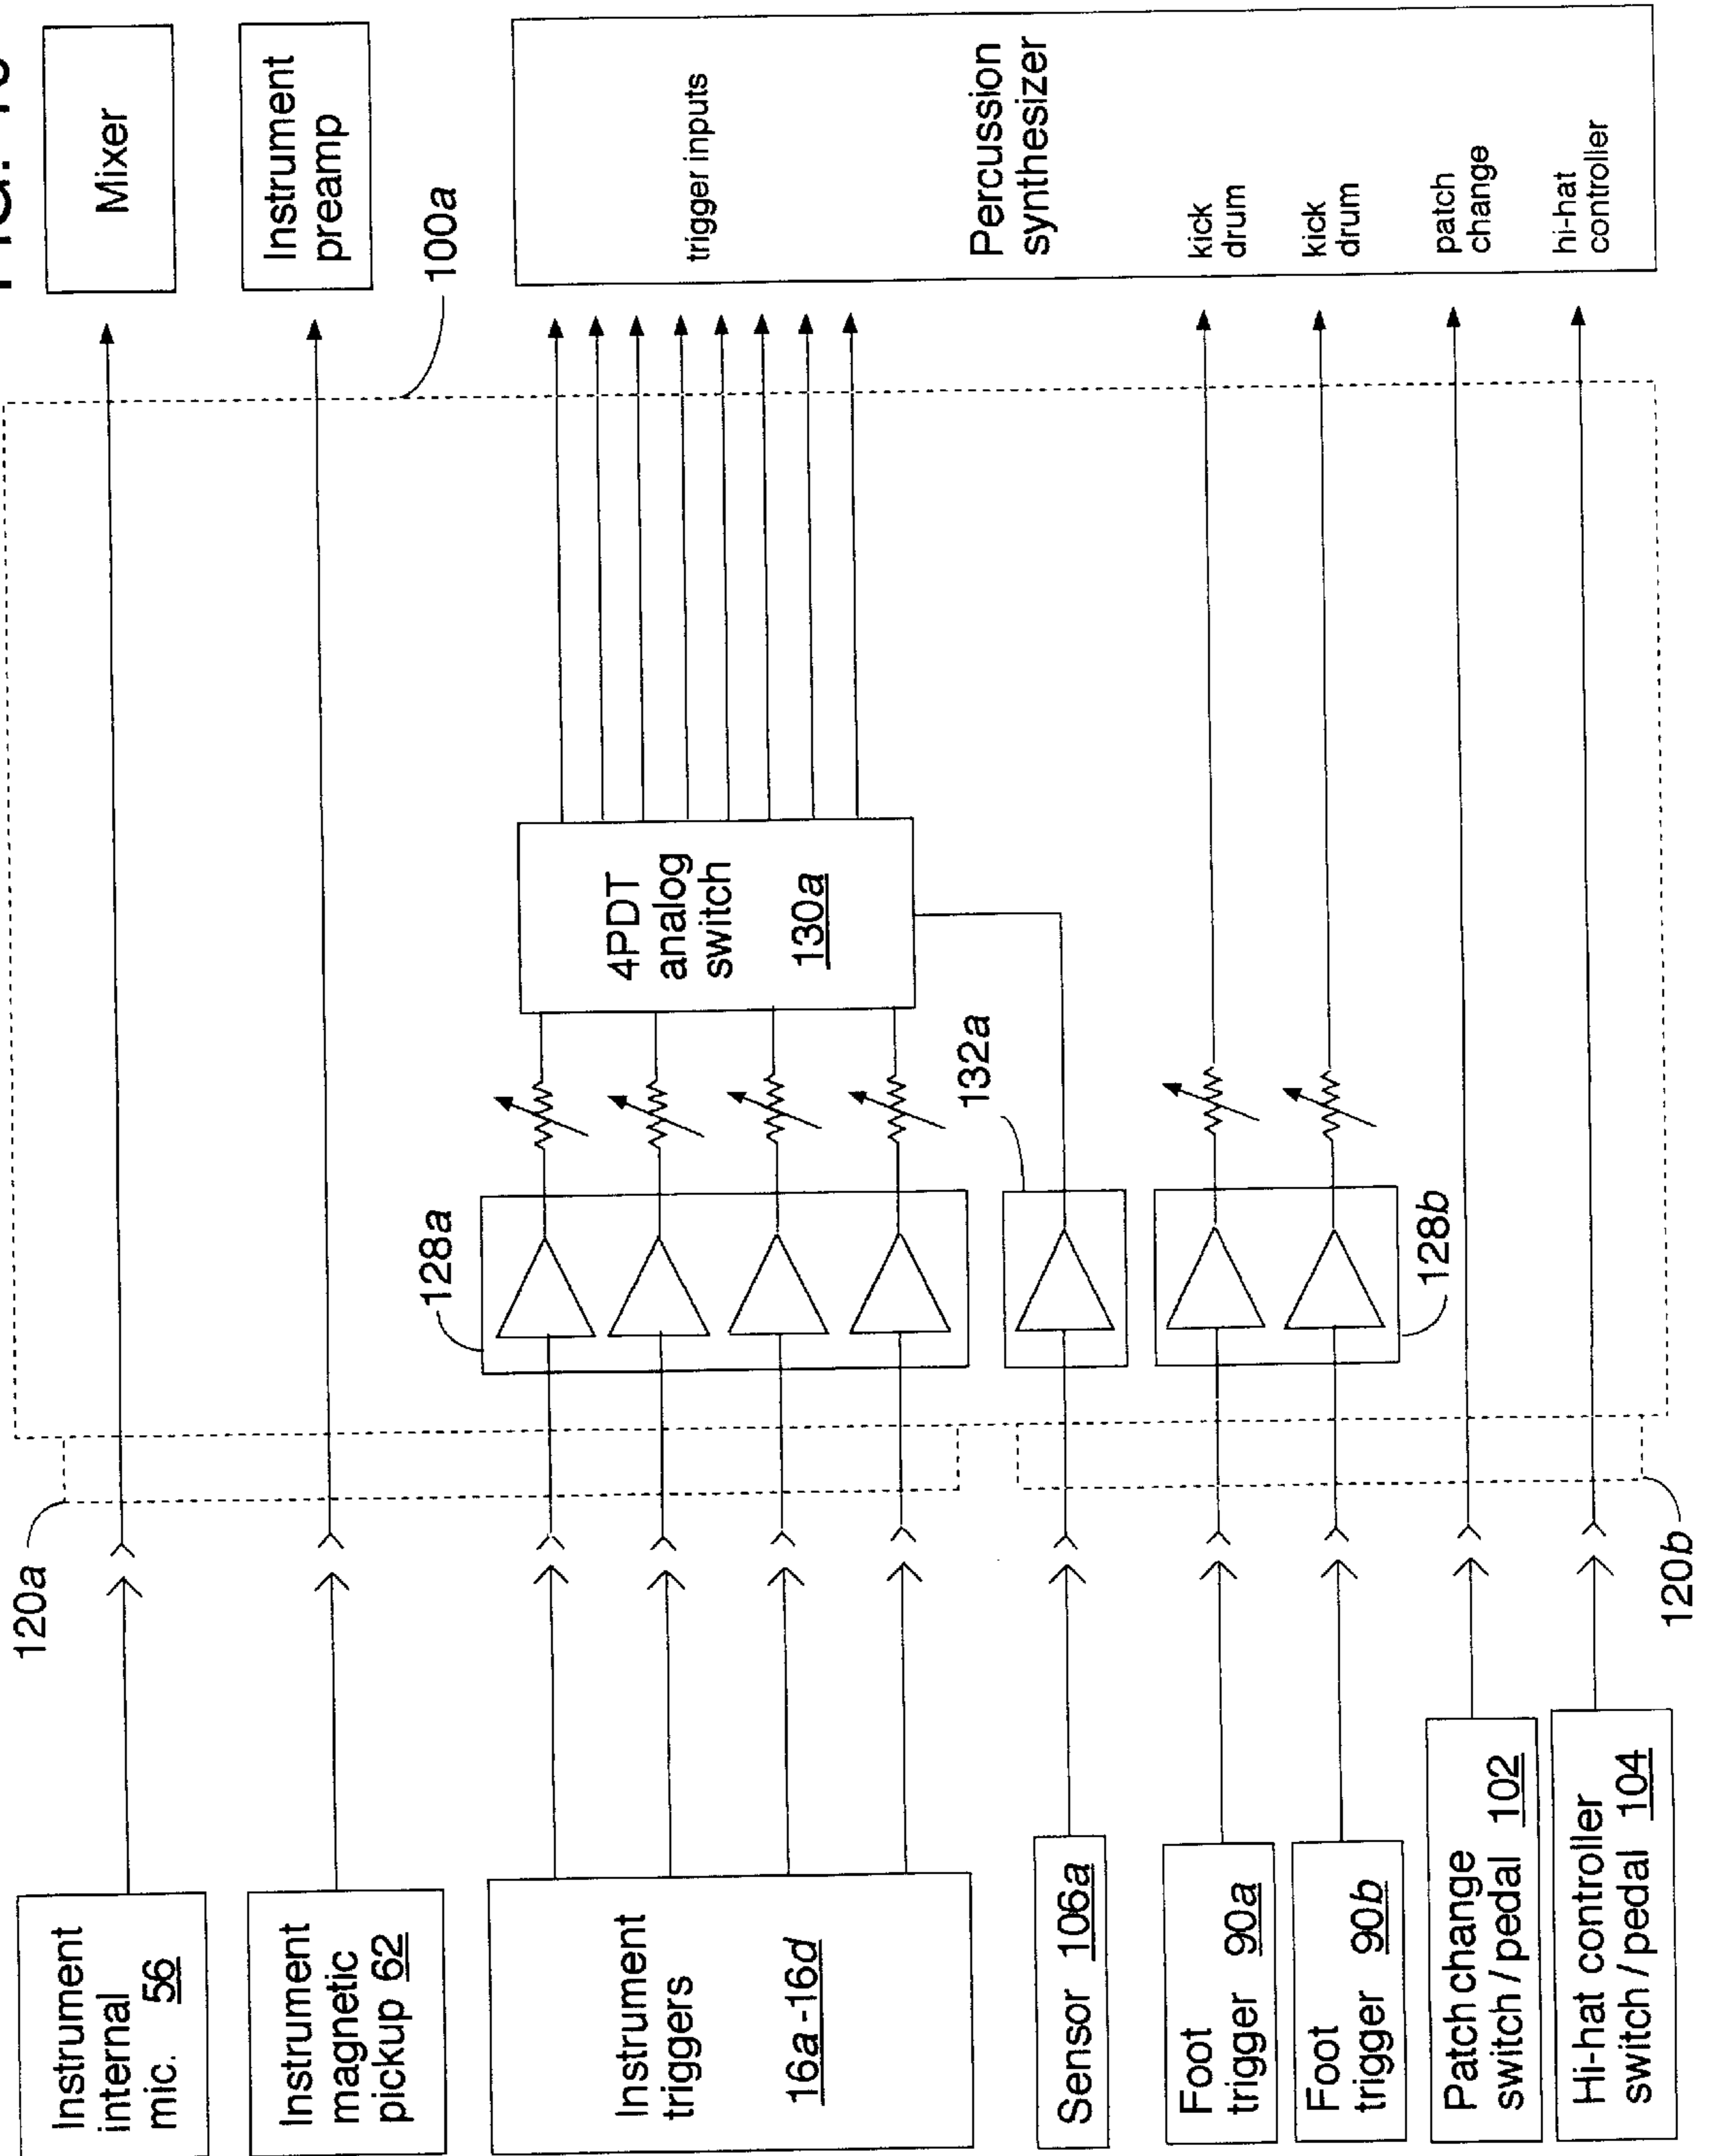 Mixer
Instrument
preamp
trigger inputs
Percussion
synthesizer
kick
drum
kick
drum
patch
change
hi-hat
controller
100a
4PDT
analog
switch
130a
132a
128a
128b
120a
120b
Instrument
internal
mic. 56
Instrument
magnetic
pickup 62
Instrument
triggers
16a-16d
Sensor 106a
Foot
trigger 90a
Foot
trigger 90b
Patch change
switch / pedal 102
Hi-hat controller
switch / pedal 104